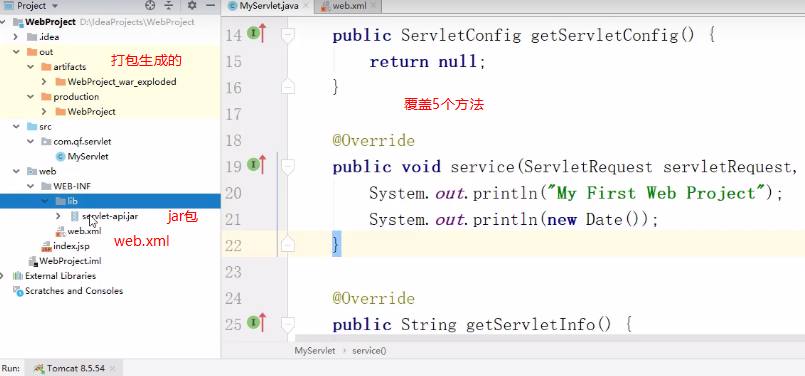 Project
WebProject D:\IdeaProjects\WebProject
.idea
out
artifacts
WebProject_war_exploded
production
WebProject
src
com.qf.servlet
MyServlet
web
WEB-INF
lib
servlet-api.jar
web.xml
index.jsp
WebProject.iml
External Libraries
Scratches and Consoles
打包生成的
jar包
web.xml
MyServlet.java
web.xml
14 public ServletConfig getServletConfig() {
15 return null;
16 }
覆盖5个方法
17
18 @Override
19 public void service(ServletRequest servletRequest,
20 System.out.println("My First Web Project");
21 System.out.println(new Date());
22 }
23
24 @Override
25 public String getServletInfo() {
MyServlet › service()
Run: Tomcat 8.5.54